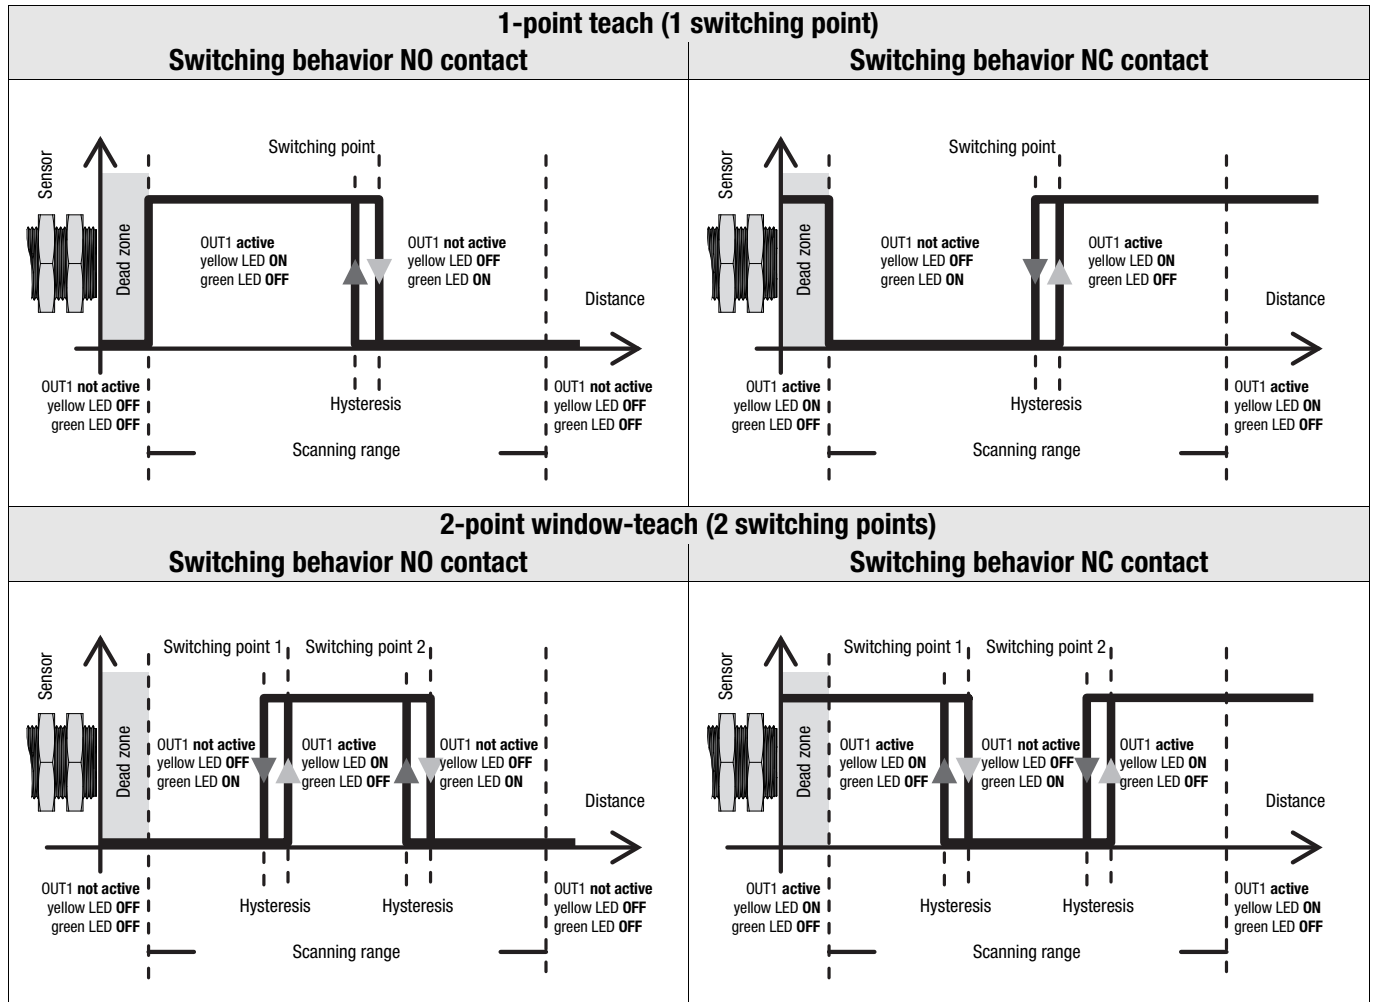 1-point teach (1 switching point)
Switching behavior NO contact
Switching behavior NC contact
Sensor
Switching point
Dead zone
OUT1 active
yellow LED ON
green LED OFF
OUT1 not active
yellow LED OFF
green LED ON
Distance
OUT1 not active
yellow LED OFF
green LED OFF
Hysteresis
OUT1 not active
yellow LED OFF
green LED OFF
Scanning range
Sensor
Switching point
Dead zone
OUT1 not active
yellow LED OFF
green LED ON
OUT1 active
yellow LED ON
green LED OFF
Distance
OUT1 active
yellow LED ON
green LED OFF
Hysteresis
OUT1 active
yellow LED ON
green LED OFF
Scanning range
2-point window-teach (2 switching points)
Switching behavior NO contact
Switching behavior NC contact
Sensor
Switching point 1
Switching point 2
Dead zone
OUT1 not active
yellow LED OFF
green LED ON
OUT1 active
yellow LED ON
green LED OFF
OUT1 not active
yellow LED OFF
green LED ON
Distance
OUT1 not active
yellow LED OFF
green LED OFF
Hysteresis
Hysteresis
OUT1 not active
yellow LED OFF
green LED OFF
Scanning range
Sensor
Switching point 1
Switching point 2
Dead zone
OUT1 active
yellow LED ON
green LED OFF
OUT1 not active
yellow LED OFF
green LED ON
OUT1 active
yellow LED ON
green LED OFF
Distance
OUT1 active
yellow LED ON
green LED OFF
Hysteresis
Hysteresis
OUT1 active
yellow LED ON
green LED OFF
Scanning range